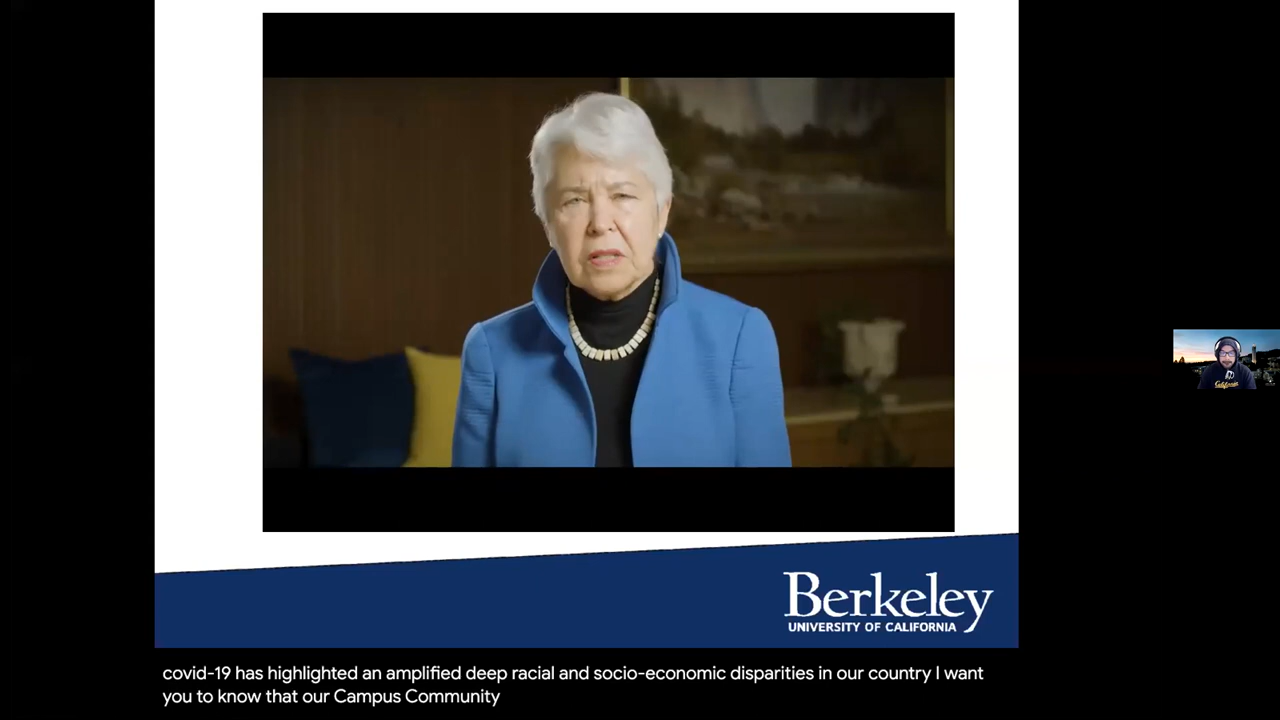 Berkeley
UNIVERSITY OF CALIFORNIA
covid-19 has highlighted an amplified deep racial and socio-economic disparities in our country I want
you to know that our Campus Community
California